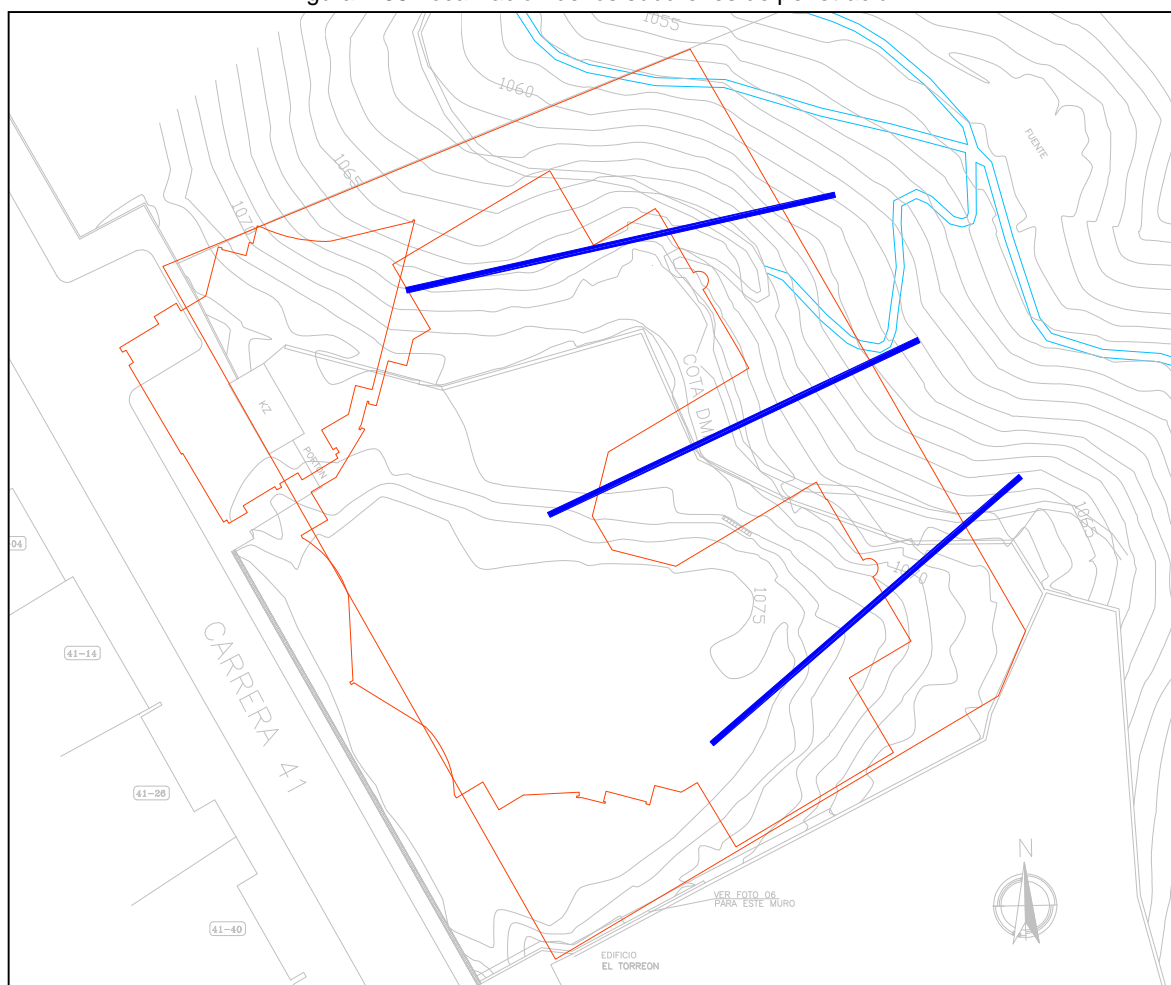 1055
1060
1065
FUENTE
COTA DM
KZ
PORTON
1065
1075
CARRERA 41
41-14
41-26
41-40
VER FOTO 06
PARA ESTE MURO
N
EDIFICIO
EL TORREON